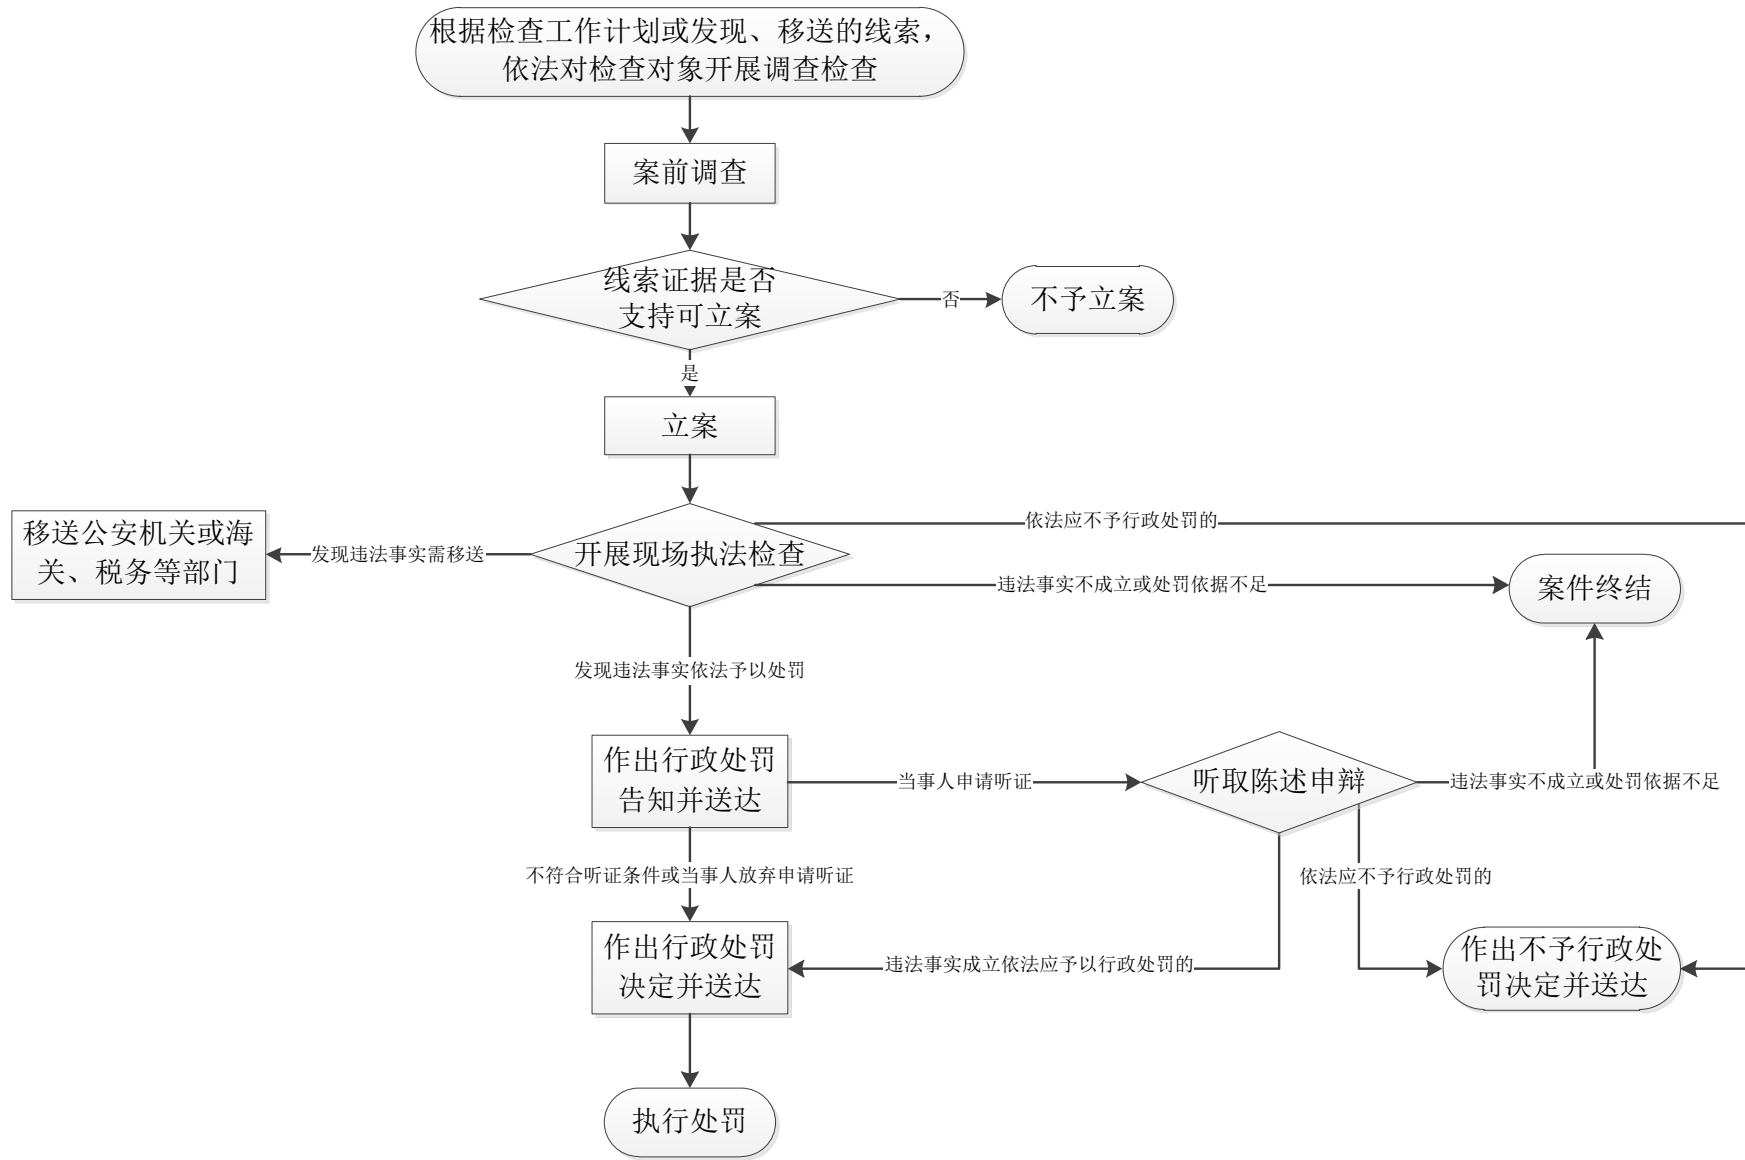 根据检查工作计划或发现、移送的线索，
依法对检查对象开展调查检查
案前调查
线索证据是否
支持可立案
否
不予立案
是
立案
依法应不予行政处罚的
移送公安机关或海
关、税务等部门
发现违法事实需移送
开展现场执法检查
违法事实不成立或处罚依据不足
案件终结
发现违法事实依法予以处罚
作出行政处罚
告知并送达
当事人申请听证
听取陈述申辩
违法事实不成立或处罚依据不足
不符合听证条件或当事人放弃申请听证
依法应不予行政处罚的
作出行政处罚
决定并送达
违法事实成立依法应予以行政处罚的
作出不予行政处
罚决定并送达
执行处罚